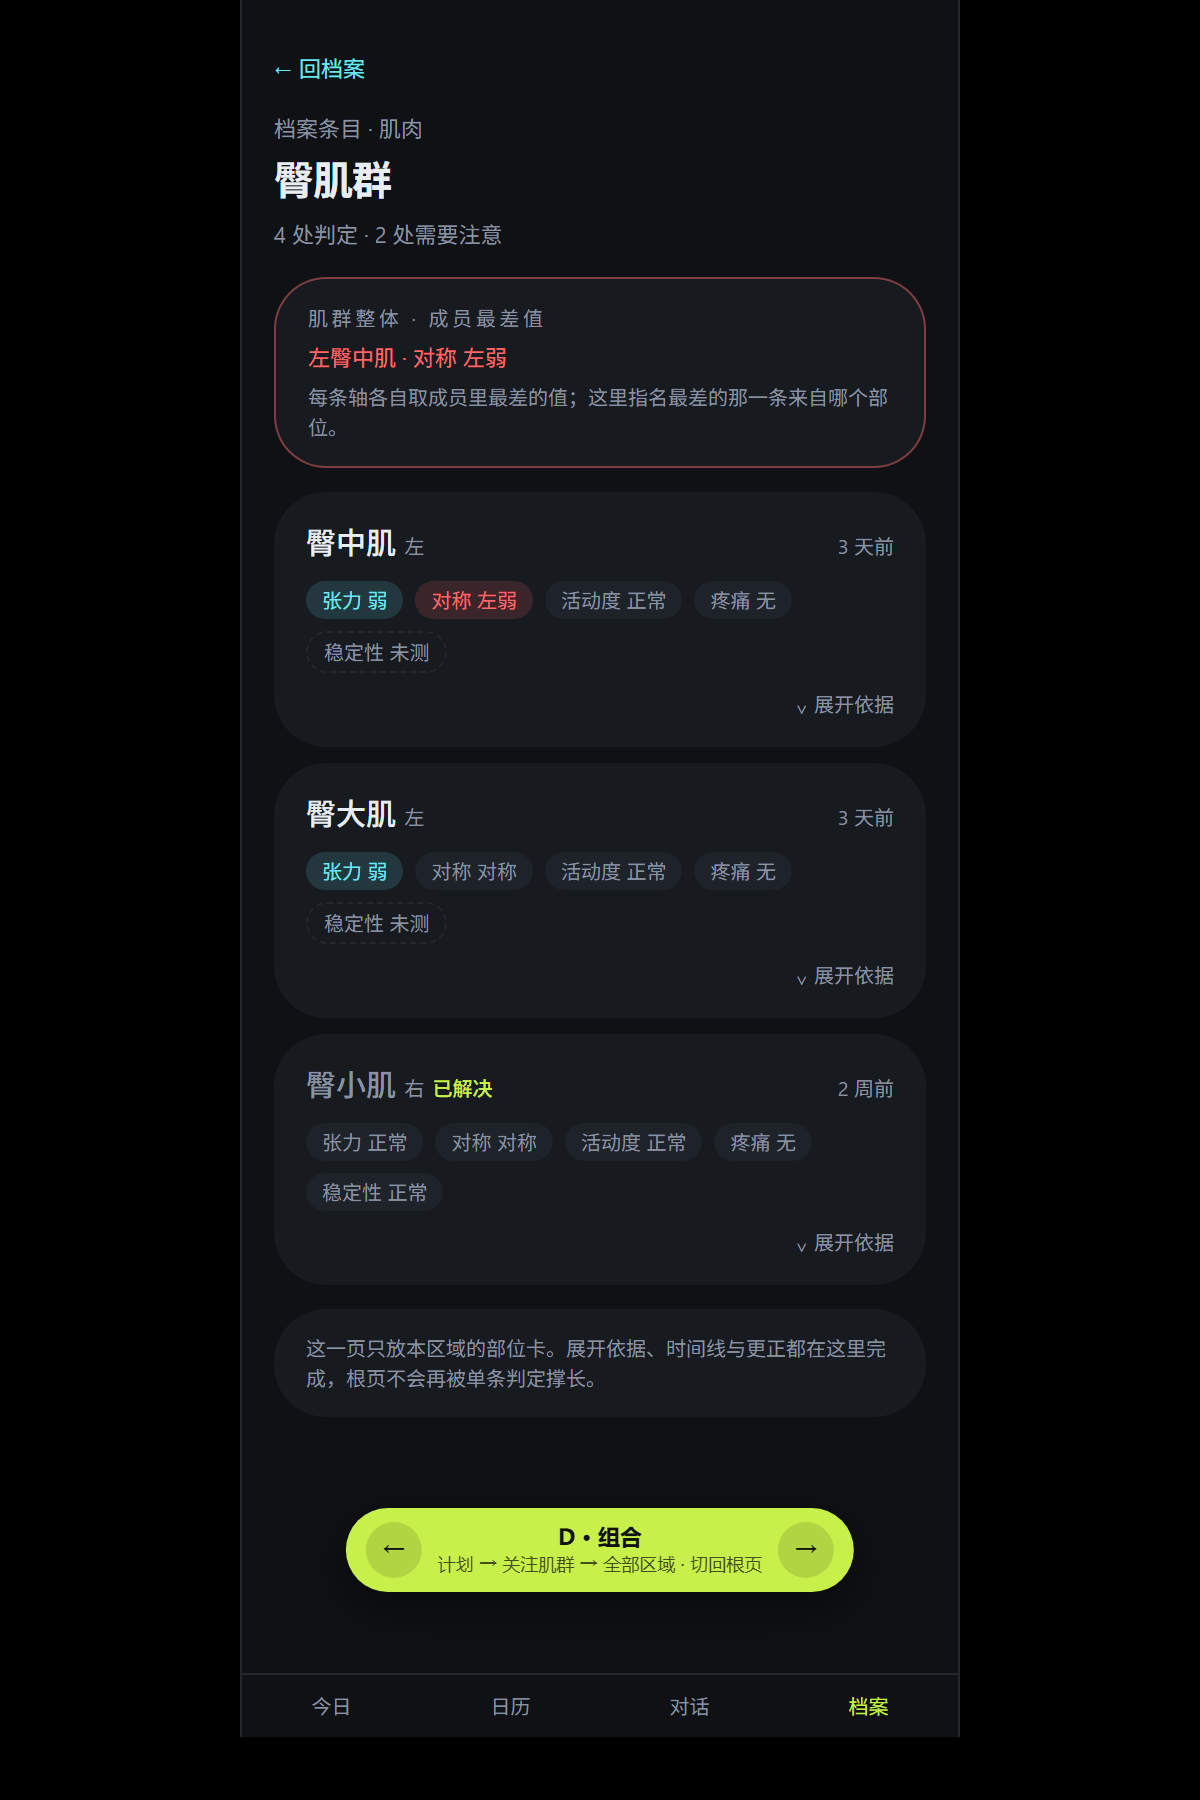 ← 回档案
档案条目 · 肌肉
臀肌群
4 处判定 · 2 处需要注意
肌群整体 · 成员最差值
左臀中肌 · 对称 左弱
每条轴各自取成员里最差的值；这里指名最差的那一条来自哪个部
位。
臀中肌 左 3 天前
张力 弱 对称 左弱 活动度 正常 疼痛 无
稳定性 未测
展开依据
臀大肌 左 3 天前
张力 弱 对称 对称 活动度 正常 疼痛 无
稳定性 未测
展开依据
臀小肌 右 已解决 2 周前
张力 正常 对称 对称 活动度 正常 疼痛 无
稳定性 正常
展开依据
这一页只放本区域的部位卡。展开依据、时间线与更正都在这里完
成，根页不会再被单条判定撑长。
← D · 组合 →
计划 → 关注肌群 → 全部区域 · 切回根页
今日 日历 对话 档案